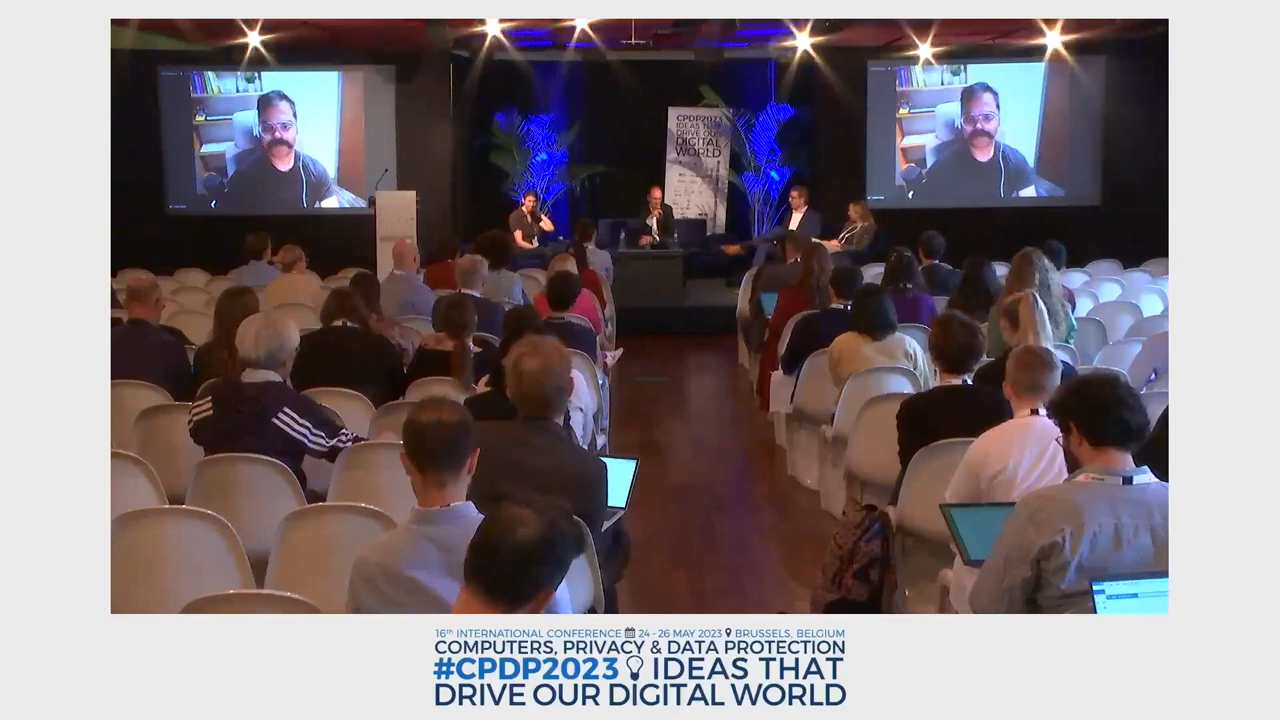 CPDP2023
IDEAS THAT
DRIVE OUR
DIGITAL
WORLD
16th INTERNATIONAL CONFERENCE 24 - 26 MAY 2023 BRUSSELS, BELGIUM
COMPUTERS, PRIVACY & DATA PROTECTION
#CPDP2023 IDEAS THAT
DRIVE OUR DIGITAL WORLD